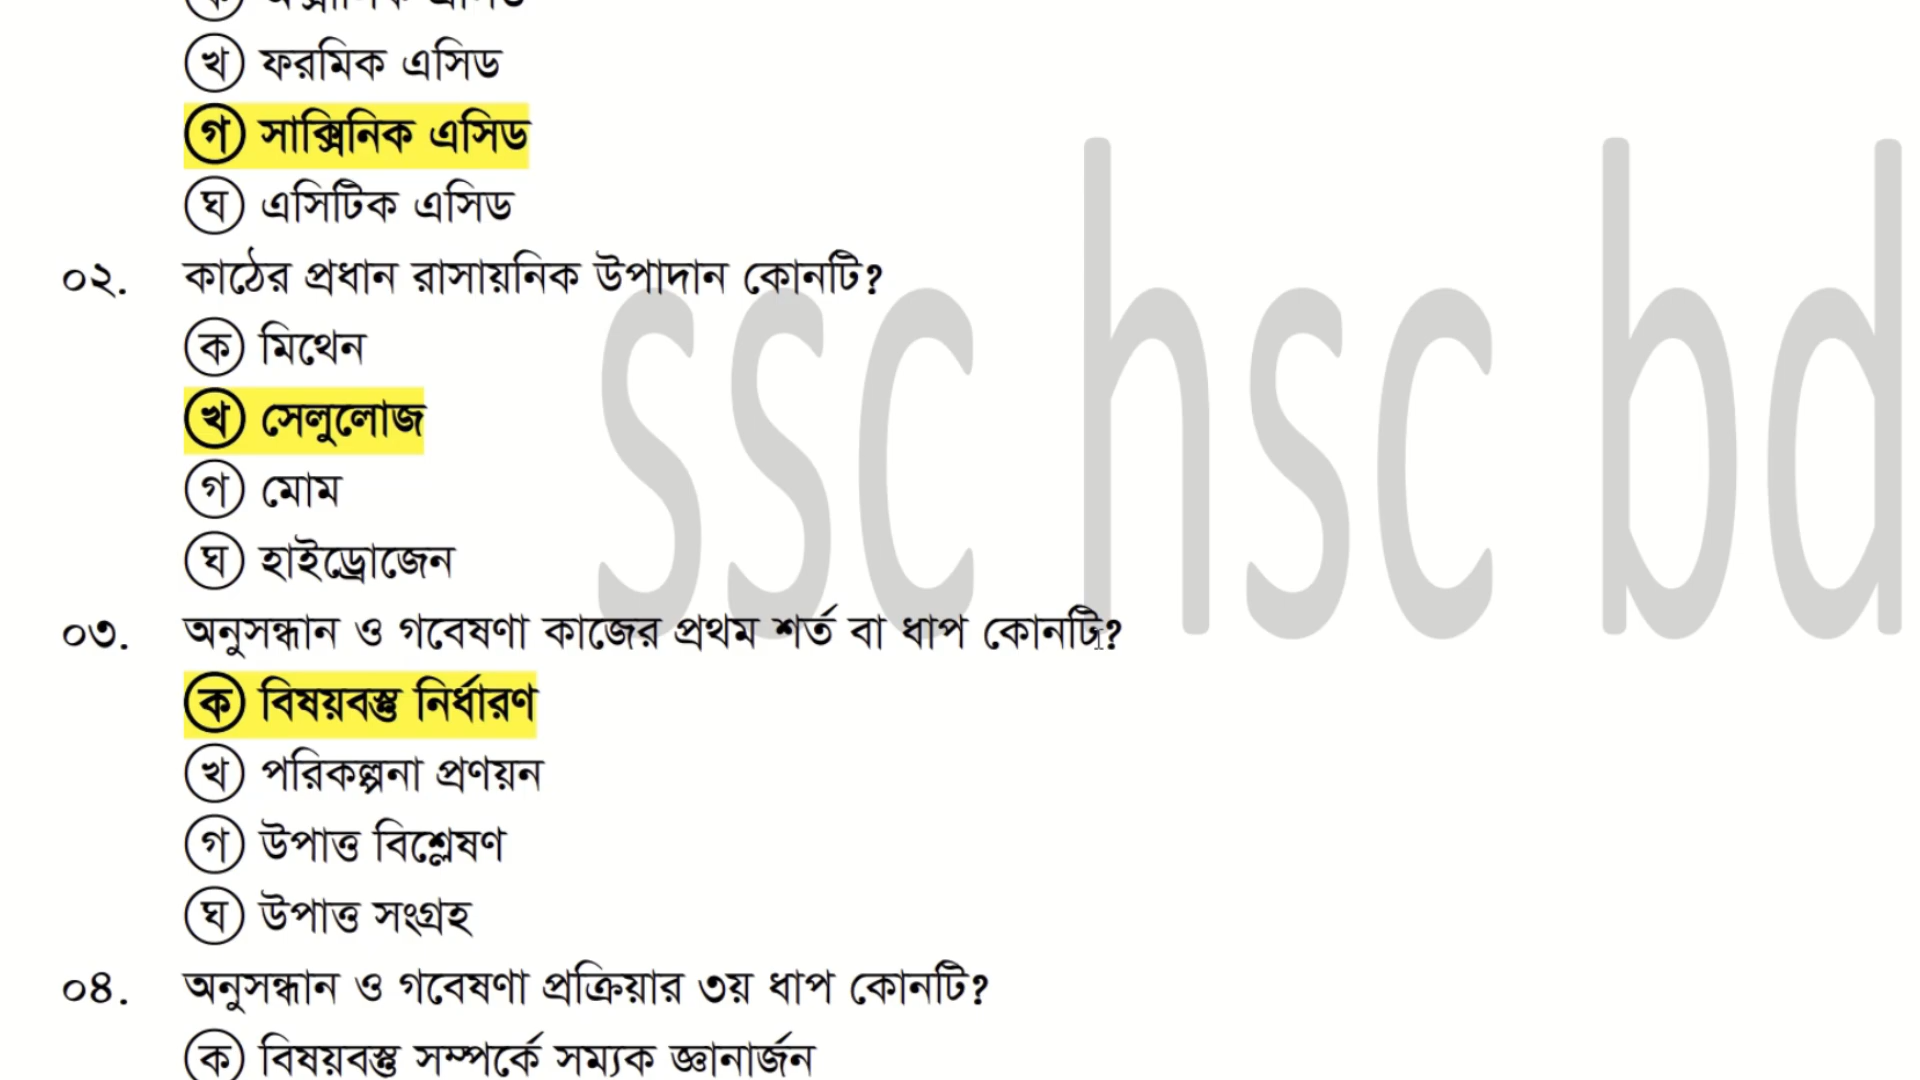 এসিড
খ ফরমিক এসিড
গ সাক্সিনিক এসিড
ঘ এসিটিক এসিড
০২. কাঠের প্রধান রাসায়নিক উপাদান কোনটি?
ক মিথেন
খ সেলুলোজ
গ মোম
ঘ হাইড্রোজেন
০৩. অনুসন্ধান ও গবেষণা কাজের প্রথম শর্ত বা ধাপ কোনটি?
ক বিষয়বস্তু নির্ধারণ
খ পরিকল্পনা প্রণয়ন
গ উপাত্ত বিশ্লেষণ
ঘ উপাত্ত সংগ্রহ
০৪. অনুসন্ধান ও গবেষণা প্রক্রিয়ার ৩য় ধাপ কোনটি?
ক বিষয়বস্তু সম্পর্কে সম্যক জ্ঞানার্জন
ssc hsc bd